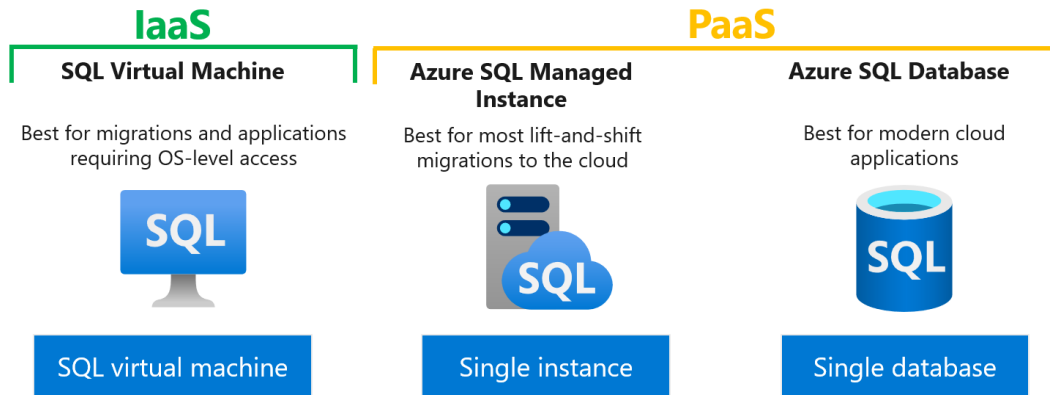 IaaS
PaaS
SQL Virtual Machine
Best for migrations and applications
requiring OS-level access
SQL
SQL virtual machine
Azure SQL Managed
Instance
Best for most lift-and-shift
migrations to the cloud
SQL
Single instance
Azure SQL Database
Best for modern cloud
applications
SQL
Single database